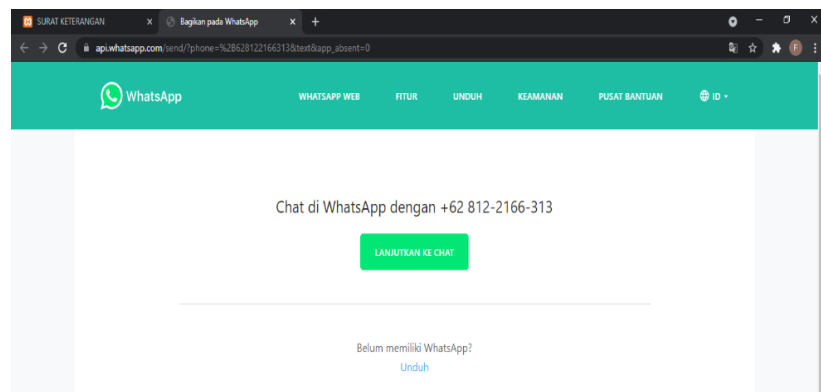 SURAT KETERANGAN
Bagikan pada WhatsApp
api.whatsapp.com/send/?phone=%2B628122166313&text&app_absent=0
F
WhatsApp
WHATSAPP WEB
FITUR
UNDUH
KEAMANAN
PUSAT BANTUAN
ID
Chat di WhatsApp dengan +62 812-2166-313
LANJUTKAN KE CHAT
Belum memiliki WhatsApp?
Unduh